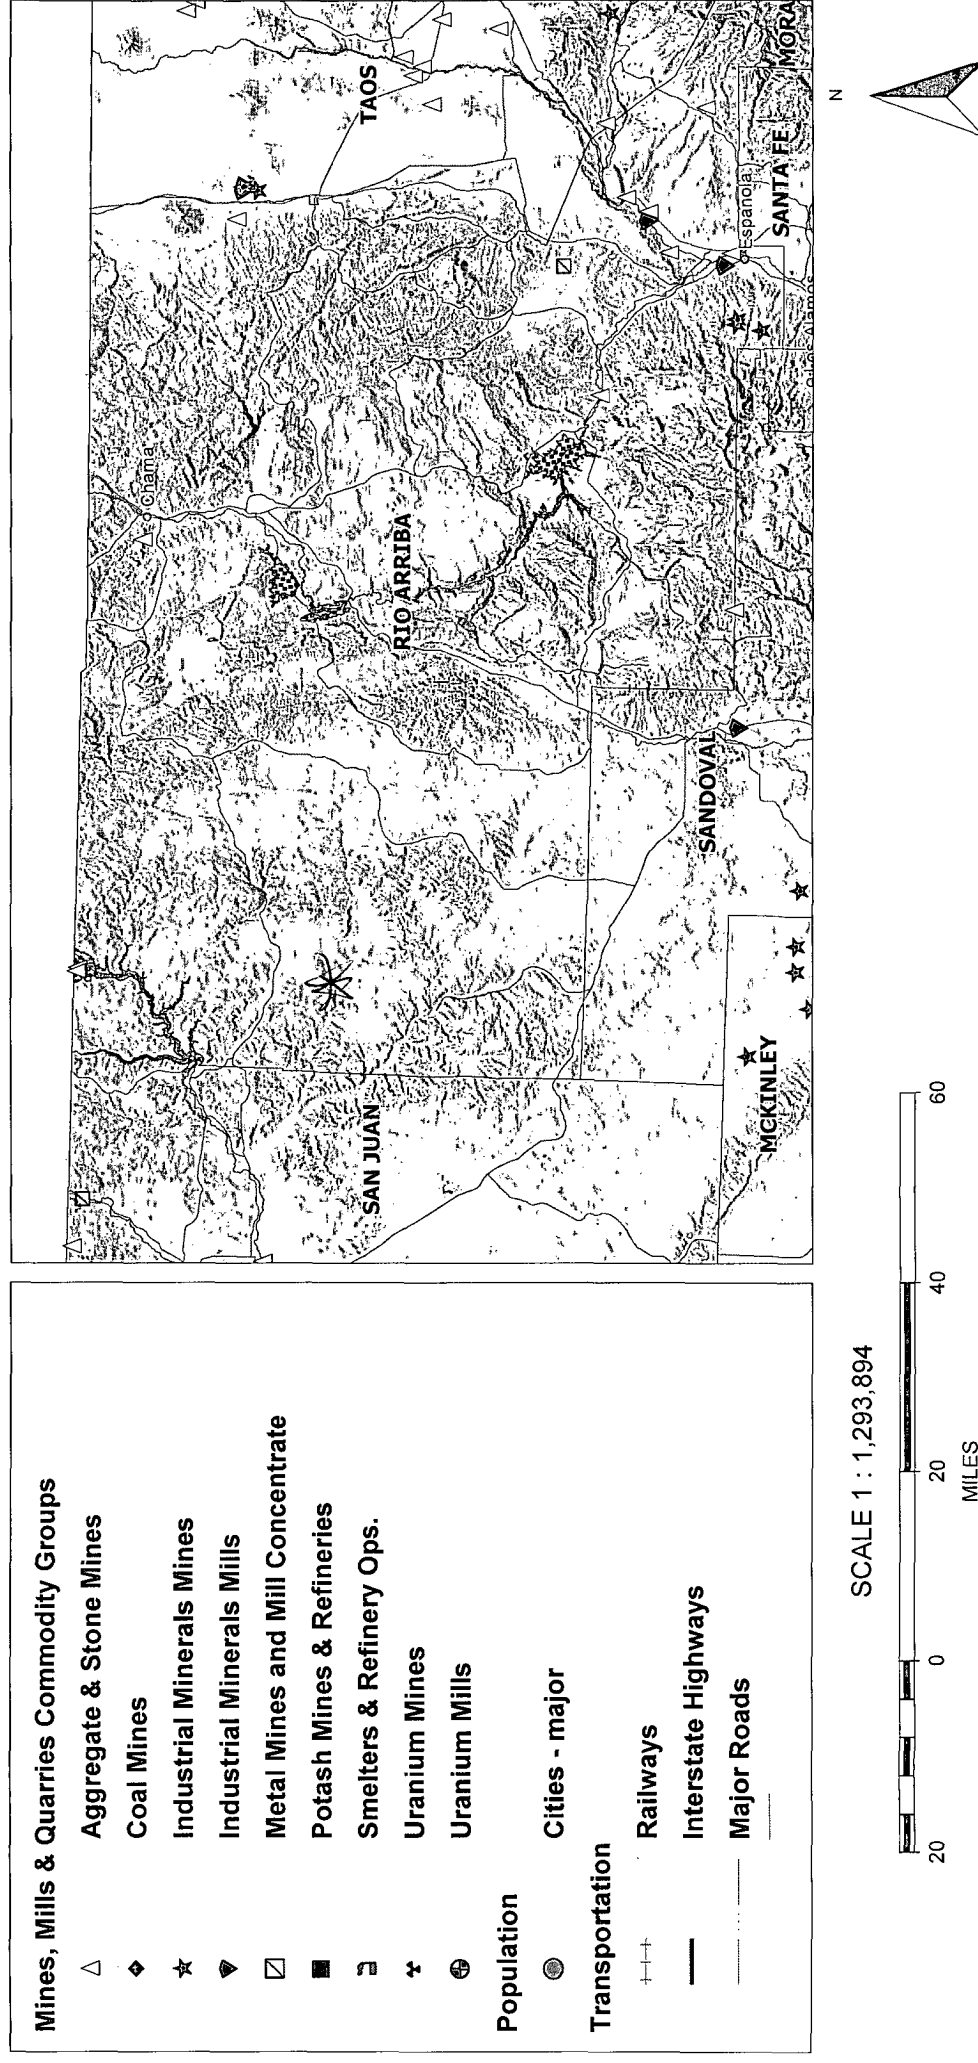 Mines, Mills & Quarries Commodity Groups
Aggregate & Stone Mines
Coal Mines
Industrial Minerals Mines
Industrial Minerals Mills
Metal Mines and Mill Concentrate
Potash Mines & Refineries
Smelters & Refinery Ops.
Uranium Mines
Uranium Mills
Population
Cities - major
Transportation
Railways
Interstate Highways
Major Roads
Chama
TAOS
RIO ARRIBA
SAN JUAN
SANDOVAL
MCKINLEY
Espanola
SANTA FE
MORA
Alamos
N
SCALE 1 : 1,293,894
20 0 20 40 60
MILES